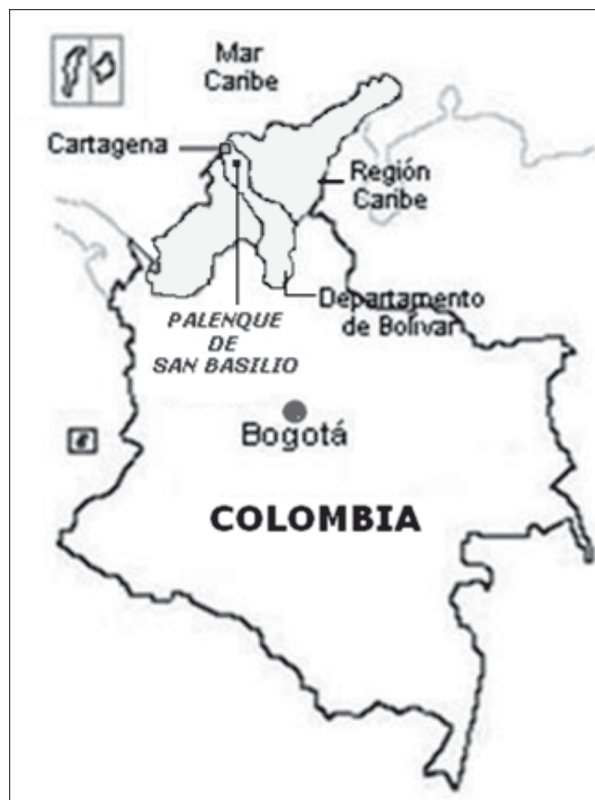 Mar
Caribe
Cartagena
Región
Caribe
Departamento
de Bolívar
PALENQUE
DE
SAN BASILIO
Bogotá
COLOMBIA